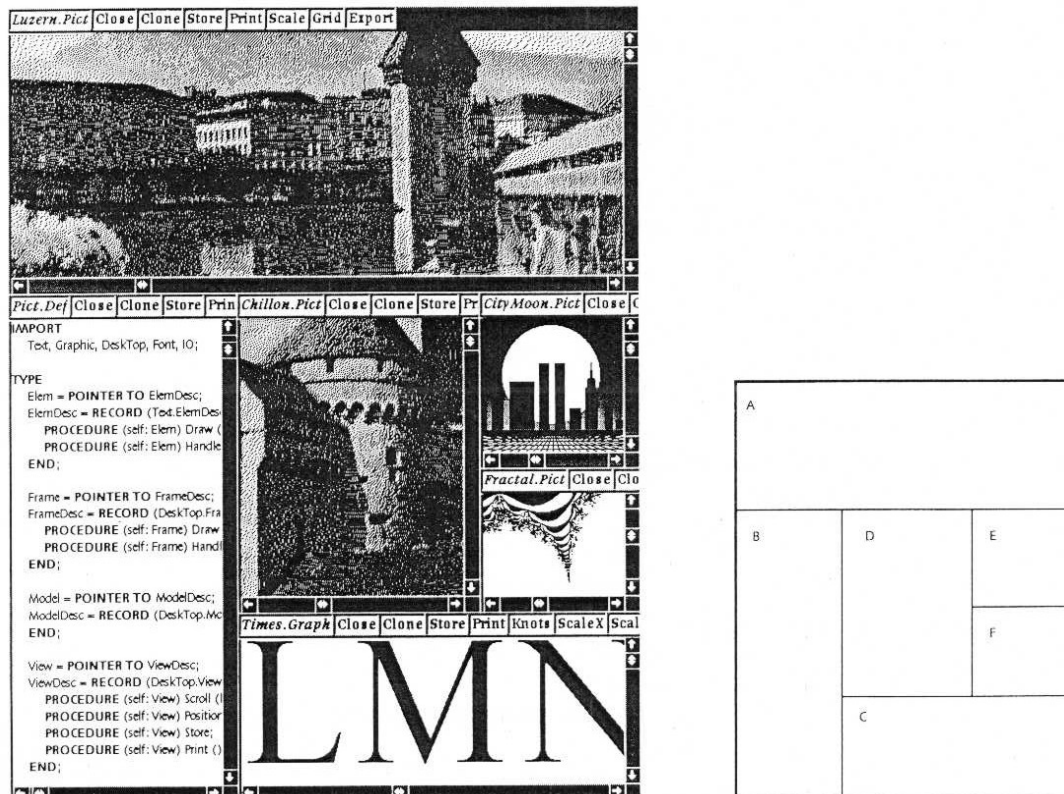 Luzern.Pict Close Clone Store Print Scale Grid Export
Pict.Def Close Clone Store Prin
Chillon.Pict Close Clone Store Pr
CityMoon.Pict Close C
IMPORT
Text, Graphic, DeskTop, Font, IO;
TYPE
Elem = POINTER TO ElemDesc;
ElemDesc = RECORD (Text.ElemDes
PROCEDURE (self: Elem) Draw (
PROCEDURE (self: Elem) Handle
END;
Frame = POINTER TO FrameDesc;
FrameDesc = RECORD (DeskTop.Fra
PROCEDURE (self: Frame) Draw
PROCEDURE (self: Frame) Handl
END;
Model = POINTER TO ModelDesc;
ModelDesc = RECORD (DeskTop.Mo
END;
View = POINTER TO ViewDesc;
ViewDesc = RECORD (DeskTop.View
PROCEDURE (self: View) Scroll (I
PROCEDURE (self: View) Position
PROCEDURE (self: View) Store;
PROCEDURE (self: View) Print ()
END;
Fractal.Pict Close Clo
Times.Graph Close Clone Store Print Knots ScaleX Scal
LMN
A
B
D
E
F
C